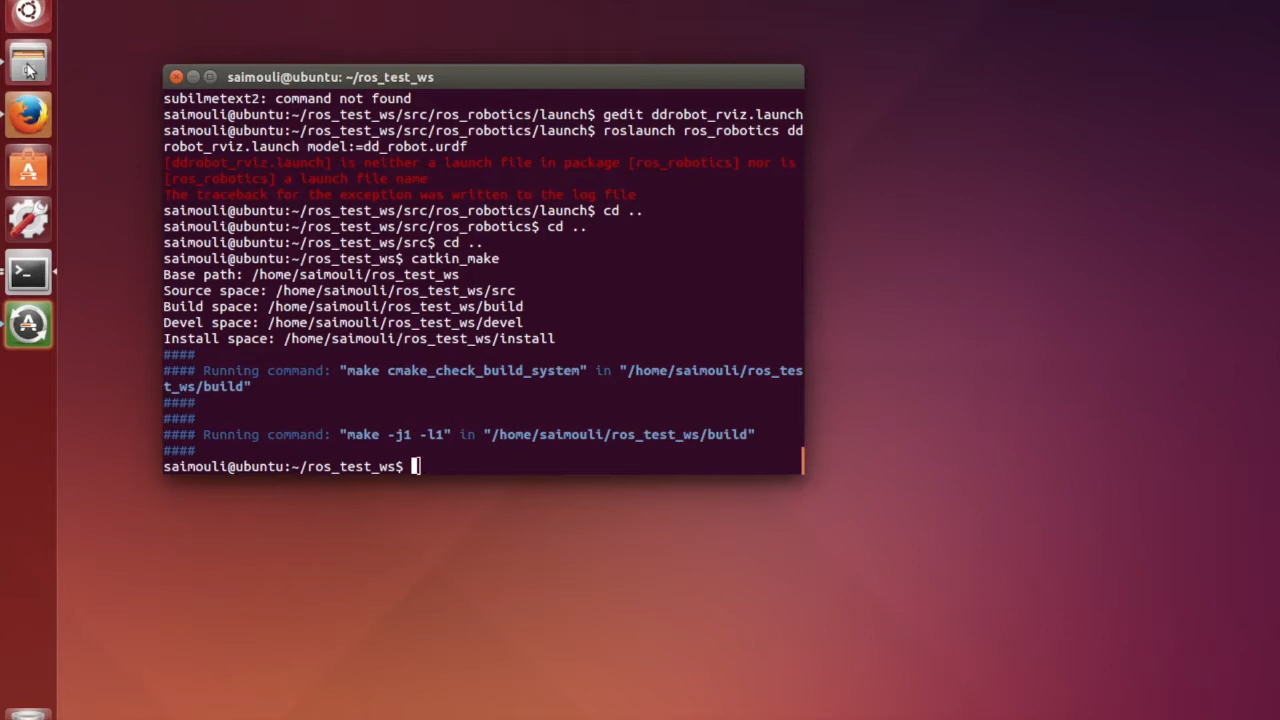 saimouli@ubuntu: ~/ros_test_ws
subilmetext2: command not found
saimouli@ubuntu:~/ros_test_ws/src/ros_robotics/launch$ gedit ddrobot_rviz.launch
saimouli@ubuntu:~/ros_test_ws/src/ros_robotics/launch$ roslaunch ros_robotics dd
robot_rviz.launch model:=dd_robot.urdf
[ddrobot_rviz.launch] is neither a launch file in package [ros_robotics] nor is
[ros_robotics] a launch file name
The traceback for the exception was written to the log file
saimouli@ubuntu:~/ros_test_ws/src/ros_robotics/launch$ cd ..
saimouli@ubuntu:~/ros_test_ws/src/ros_robotics$ cd ..
saimouli@ubuntu:~/ros_test_ws/src$ cd ..
saimouli@ubuntu:~/ros_test_ws$ catkin_make
Base path: /home/saimouli/ros_test_ws
Source space: /home/saimouli/ros_test_ws/src
Build space: /home/saimouli/ros_test_ws/build
Devel space: /home/saimouli/ros_test_ws/devel
Install space: /home/saimouli/ros_test_ws/install
####
#### Running command: "make cmake_check_build_system" in "/home/saimouli/ros_tes
t_ws/build"
####
####
#### Running command: "make -j1 -l1" in "/home/saimouli/ros_test_ws/build"
####
saimouli@ubuntu:~/ros_test_ws$